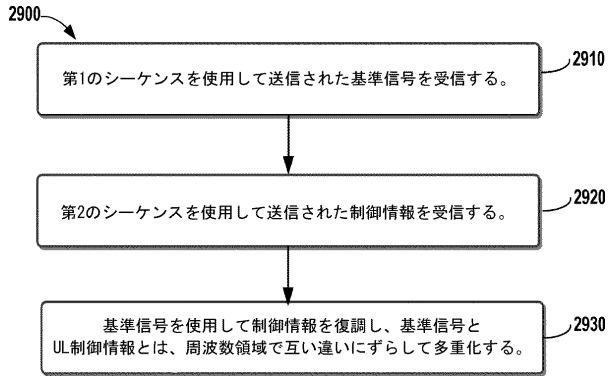 2900
第1のシーケンスを使用して送信された基準信号を受信する。
2910
第2のシーケンスを使用して送信された制御情報を受信する。
2920
基準信号を使用して制御情報を復調し、基準信号と
UL制御情報とは、周波数領域で互い違いにずらして多重化する。
2930